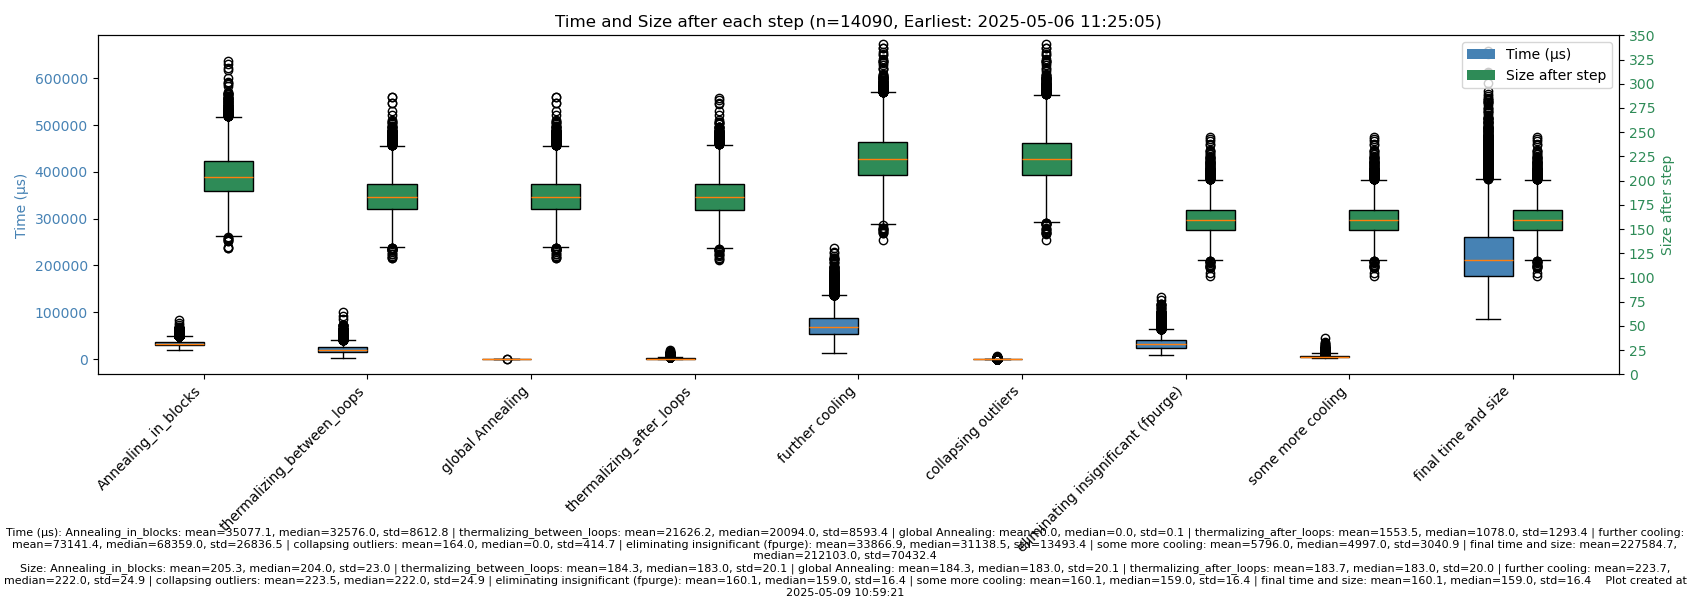 Time and Size after each step (n=14090, Earliest: 2025-05-06 11:25:05)
Time (μs)
600000
500000
400000
300000
200000
100000
0
Time (μs)
Size after step
350
325
300
275
250
225
200
175
150
125
100
75
50
25
0
Size after step
Annealing_in_blocks
thermalizing_between_loops
global Annealing
thermalizing_after_loops
further cooling
collapsing outliers
eliminating insignificant (fpurge)
some more cooling
final time and size
Time (μs): Annealing_in_blocks: mean=35077.1, median=32576.0, std=8612.8 | thermalizing_between_loops: mean=21626.2, median=20094.0, std=8593.4 | global Annealing: mean=0.0, median=0.0, std=0.1 | thermalizing_after_loops: mean=1553.5, median=1078.0, std=1293.4 | further cooling:
mean=73141.4, median=68359.0, std=26836.5 | collapsing outliers: mean=164.0, median=0.0, std=414.7 | eliminating insignificant (fpurge): mean=33866.9, median=31138.5, std=13493.4 | some more cooling: mean=5796.0, median=4997.0, std=3040.9 | final time and size: mean=227584.7,
median=212103.0, std=70432.4
Size: Annealing_in_blocks: mean=205.3, median=204.0, std=23.0 | thermalizing_between_loops: mean=184.3, median=183.0, std=20.1 | global Annealing: mean=184.3, median=183.0, std=20.1 | thermalizing_after_loops: mean=183.7, median=183.0, std=20.0 | further cooling: mean=223.7,
median=222.0, std=24.9 | collapsing outliers: mean=223.5, median=222.0, std=24.9 | eliminating insignificant (fpurge): mean=160.1, median=159.0, std=16.4 | some more cooling: mean=160.1, median=159.0, std=16.4 | final time and size: mean=160.1, median=159.0, std=16.4 Plot created at
2025-05-09 10:59:21